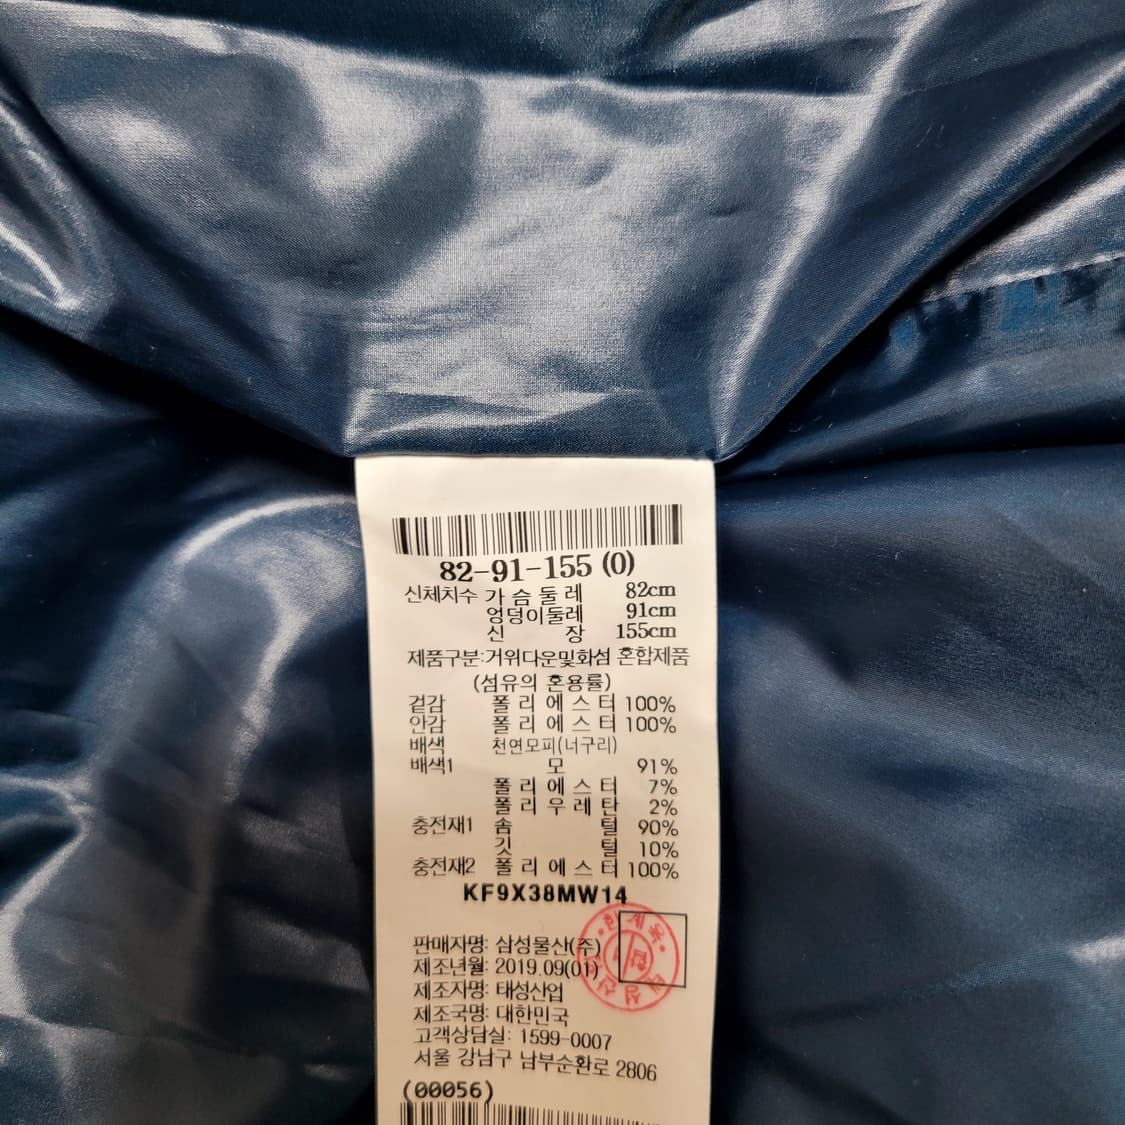 82-91-155 (0)
신체치수 가슴둘레 82cm
엉덩이둘레 91cm
신 장 155cm
제품구분:거위다운및화섬 혼합제품
(섬유의 혼용률)
겉감 폴리에스터 100%
안감 폴리에스터 100%
배색 천연모피(너구리)
배색1 모 91%
폴리에스터 7%
폴리우레탄 2%
충전재1 솜 털 90%
깃 털 10%
충전재2 폴리에스터 100%
KF9X38MW14
판매자명: 삼성물산(주)
제조년월: 2019.09(01)
제조자명: 태성산업
제조국명: 대한민국
고객상담실: 1599-0007
서울 강남구 남부순환로 2806
(00056)